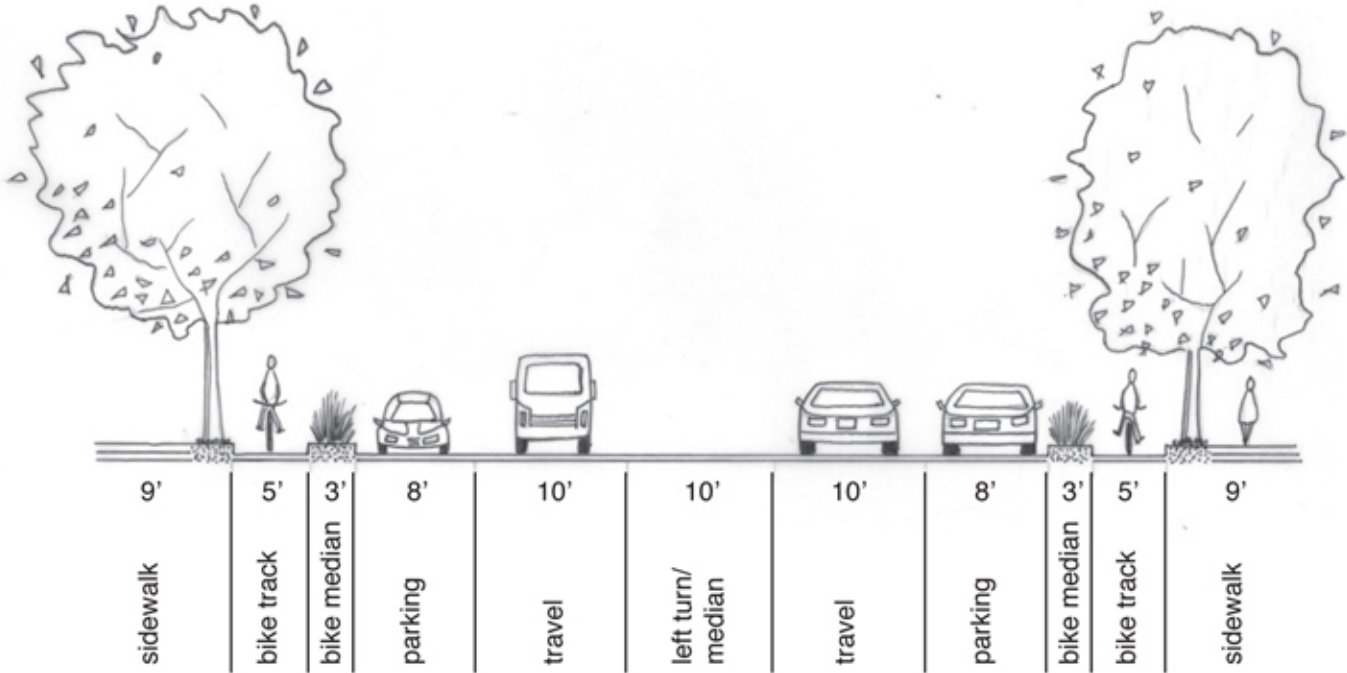 9' 5' 3' 8' 10' 10' 10' 8' 3' 5' 9'
sidewalk
bike track
bike median
parking
travel
left turn/
median
travel
parking
bike median
bike track
sidewalk